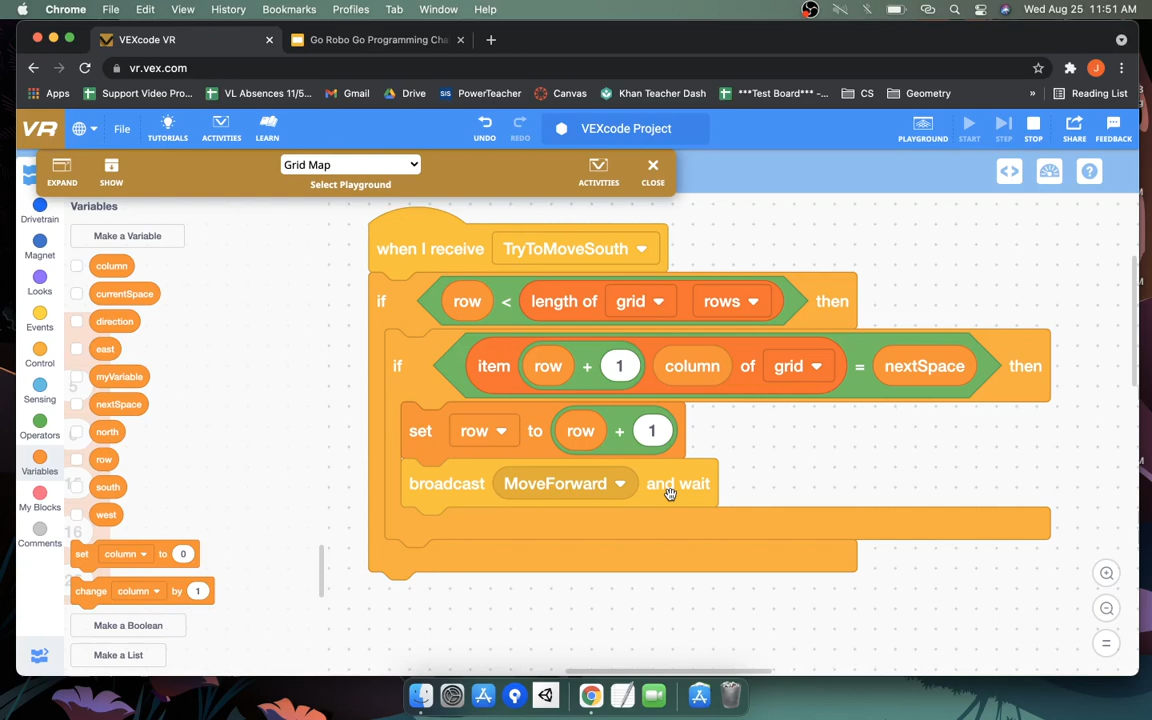 Chrome File Edit View History Bookmarks Profiles Tab Window Help Wed Aug 25 11:51 AM
VEXcode VR Go Robo Go Programming Cha
vr.vex.com J
Apps Support Video Pro... VL Absences 11/5... Gmail Drive SIS PowerTeacher Canvas Khan Teacher Dash ***Test Board*** -... CS Geometry » Reading List
VR File TUTORIALS ACTIVITIES LEARN UNDO REDO VEXcode Project PLAYGROUND START STEP STOP SHARE FEEDBACK
EXPAND SHOW Grid Map Select Playground ACTIVITIES CLOSE
Drivetrain
Magnet
Looks
Events
Control
Sensing
Operators
Variables
My Blocks
Comments
Variables
Make a Variable
column
currentSpace
direction
east
myVariable
5
nextSpace
north
row
south
15
west
16
set column to 0
change column by 1
Make a Boolean
Make a List
when I receive TryToMoveSouth
if row < length of grid rows then
if item row + 1 column of grid = nextSpace then
set row to row + 1
broadcast MoveForward and wait